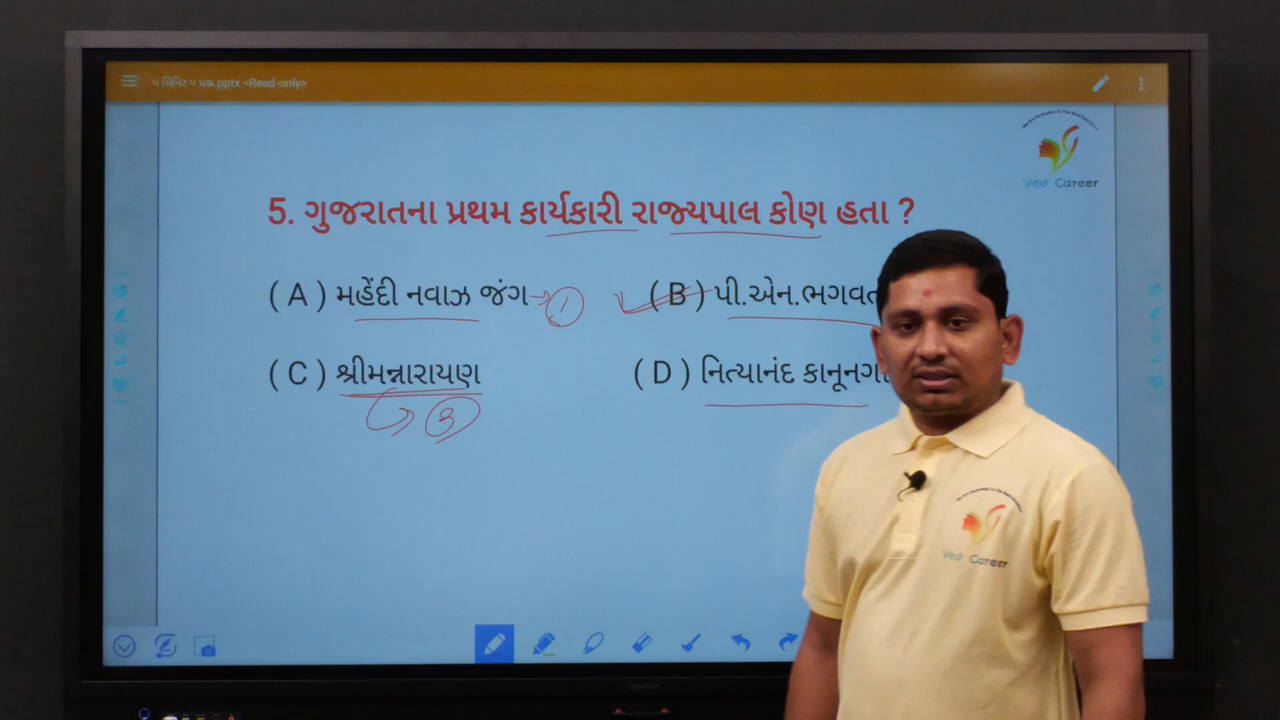 ૫ મિનિટ ૫ પ્રશ્ન.pptx <Read-only>
Ved Career
5. ગુજરાતના પ્રથમ કાર્યકારી રાજ્યપાલ કોણ હતા ?
( A ) મહેંદી નવાઝ જંગ 1
( B ) પી.એન.ભગવત
( C ) શ્રીમન્નારાયણ
3
( D ) નિત્યાનંદ કાનૂનગ
Ved Career